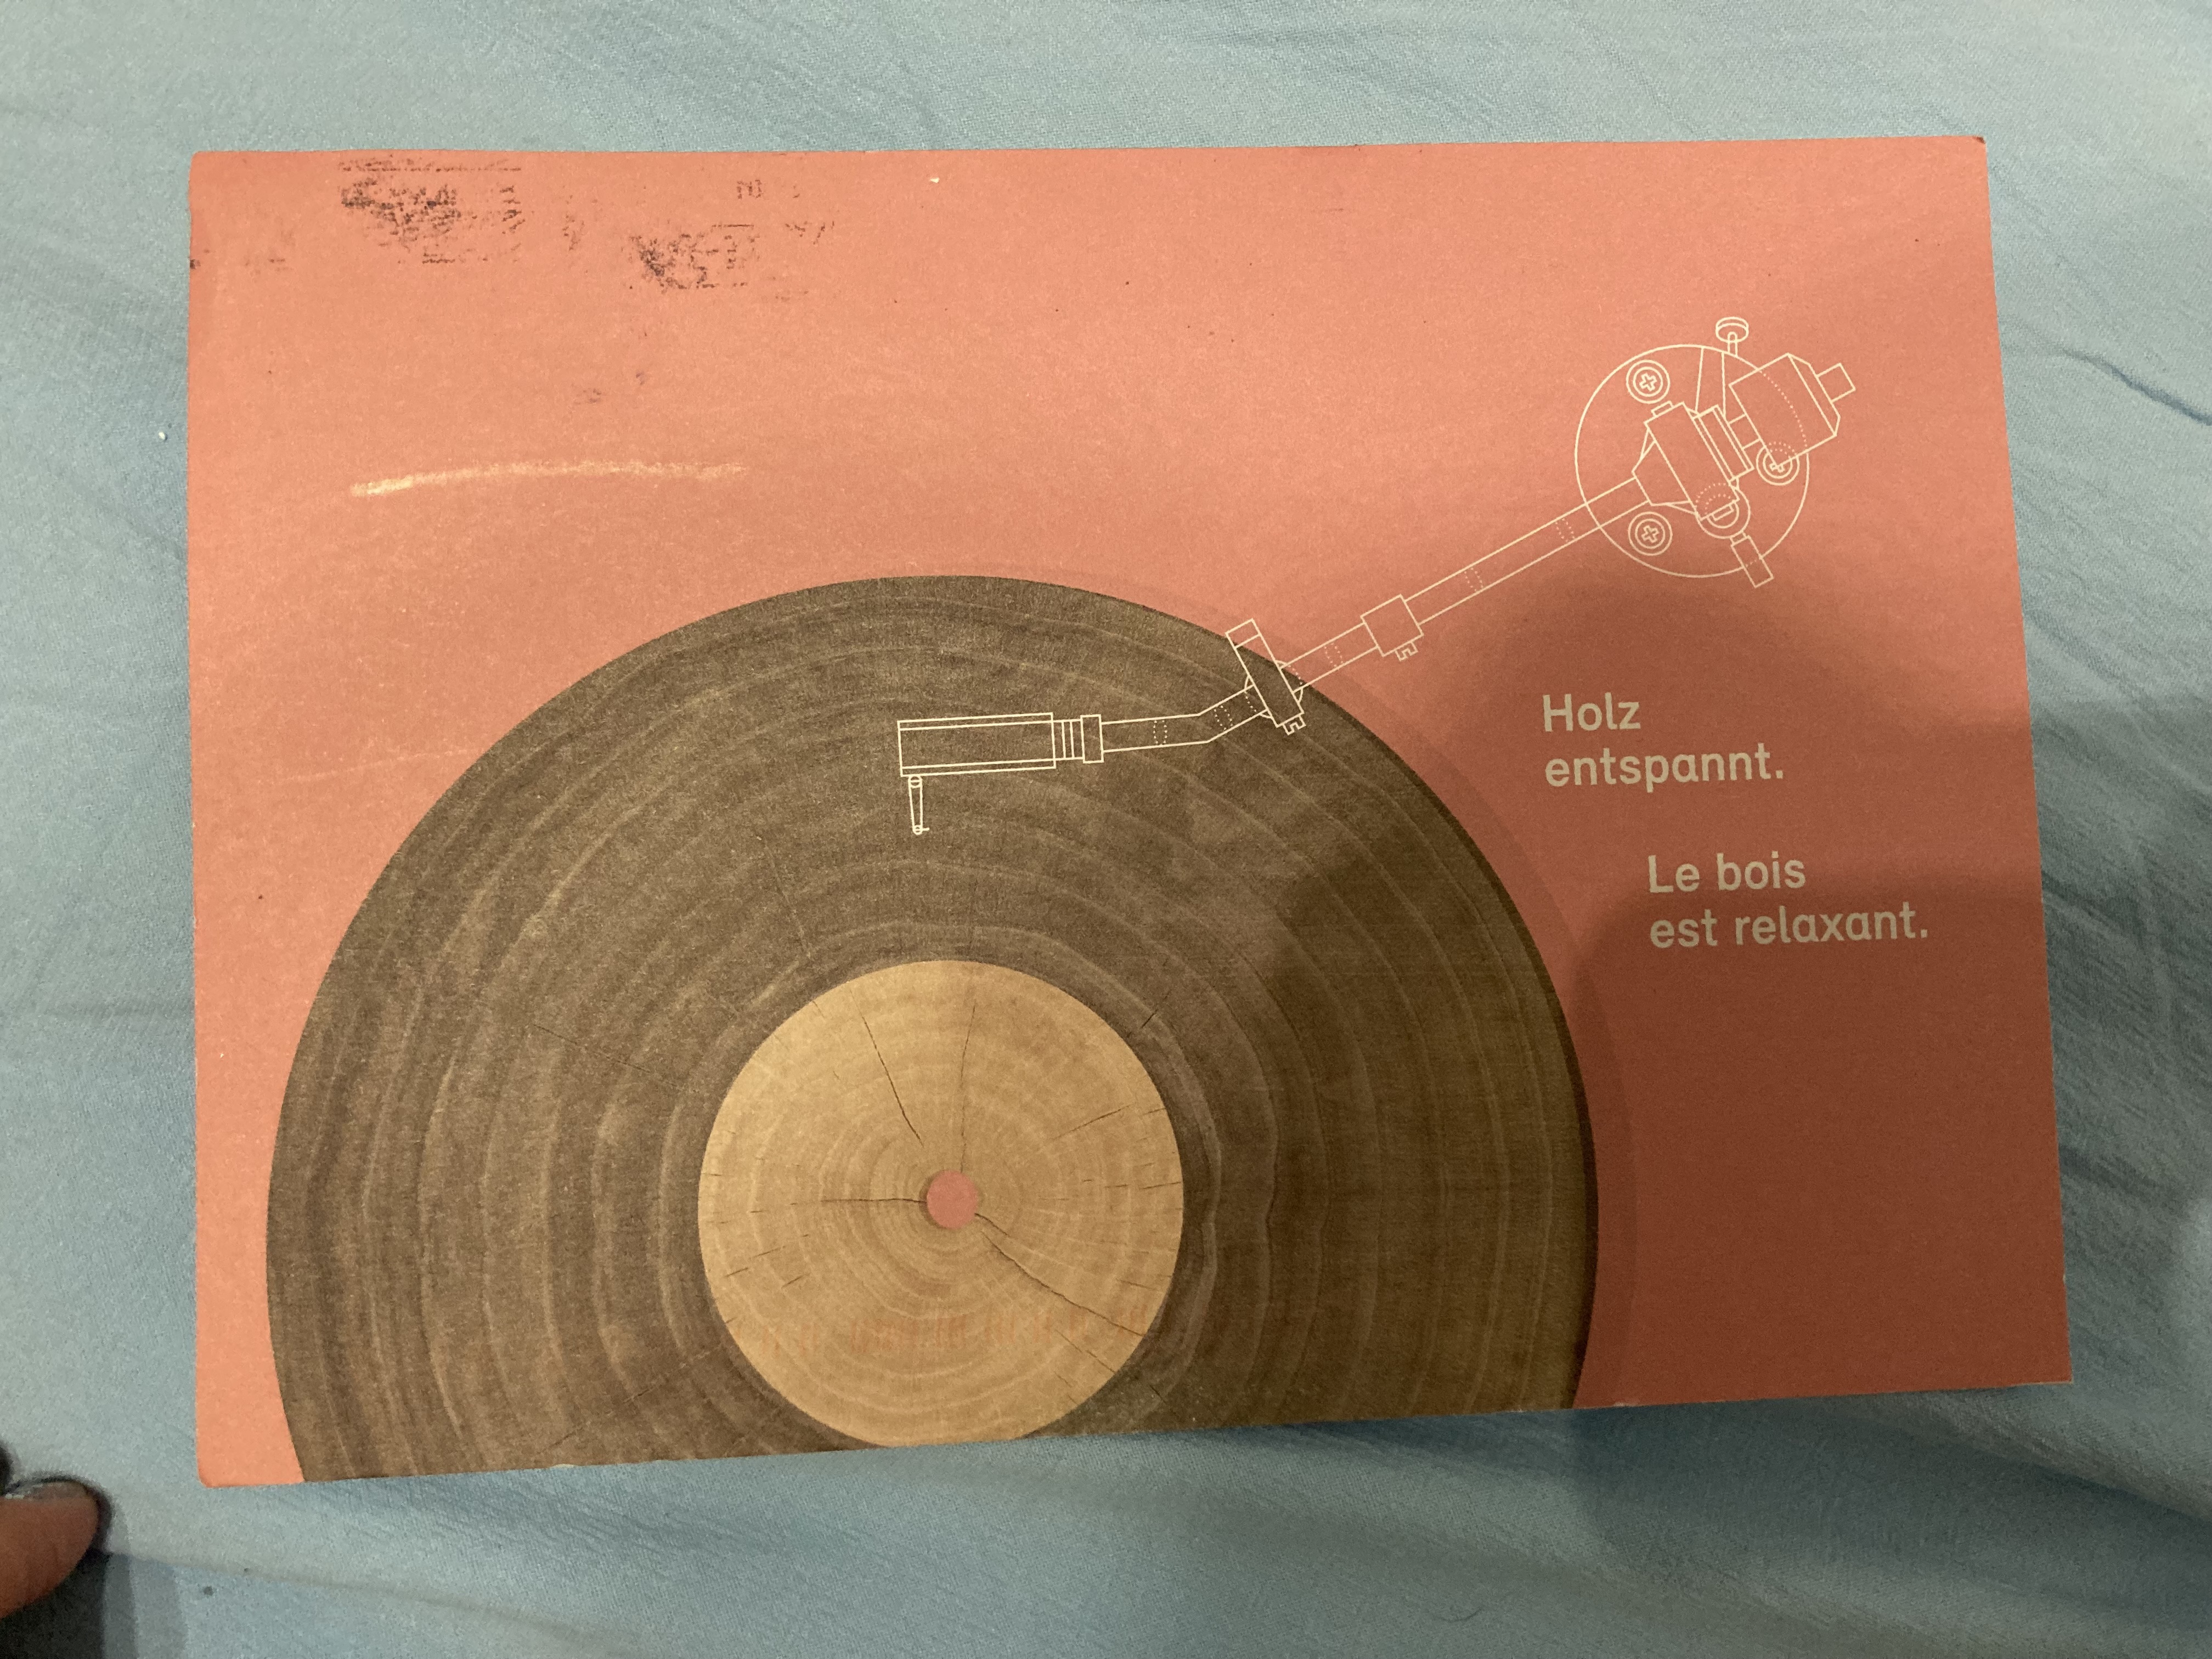 Holz
entspannt.
Le bois
est relaxant.